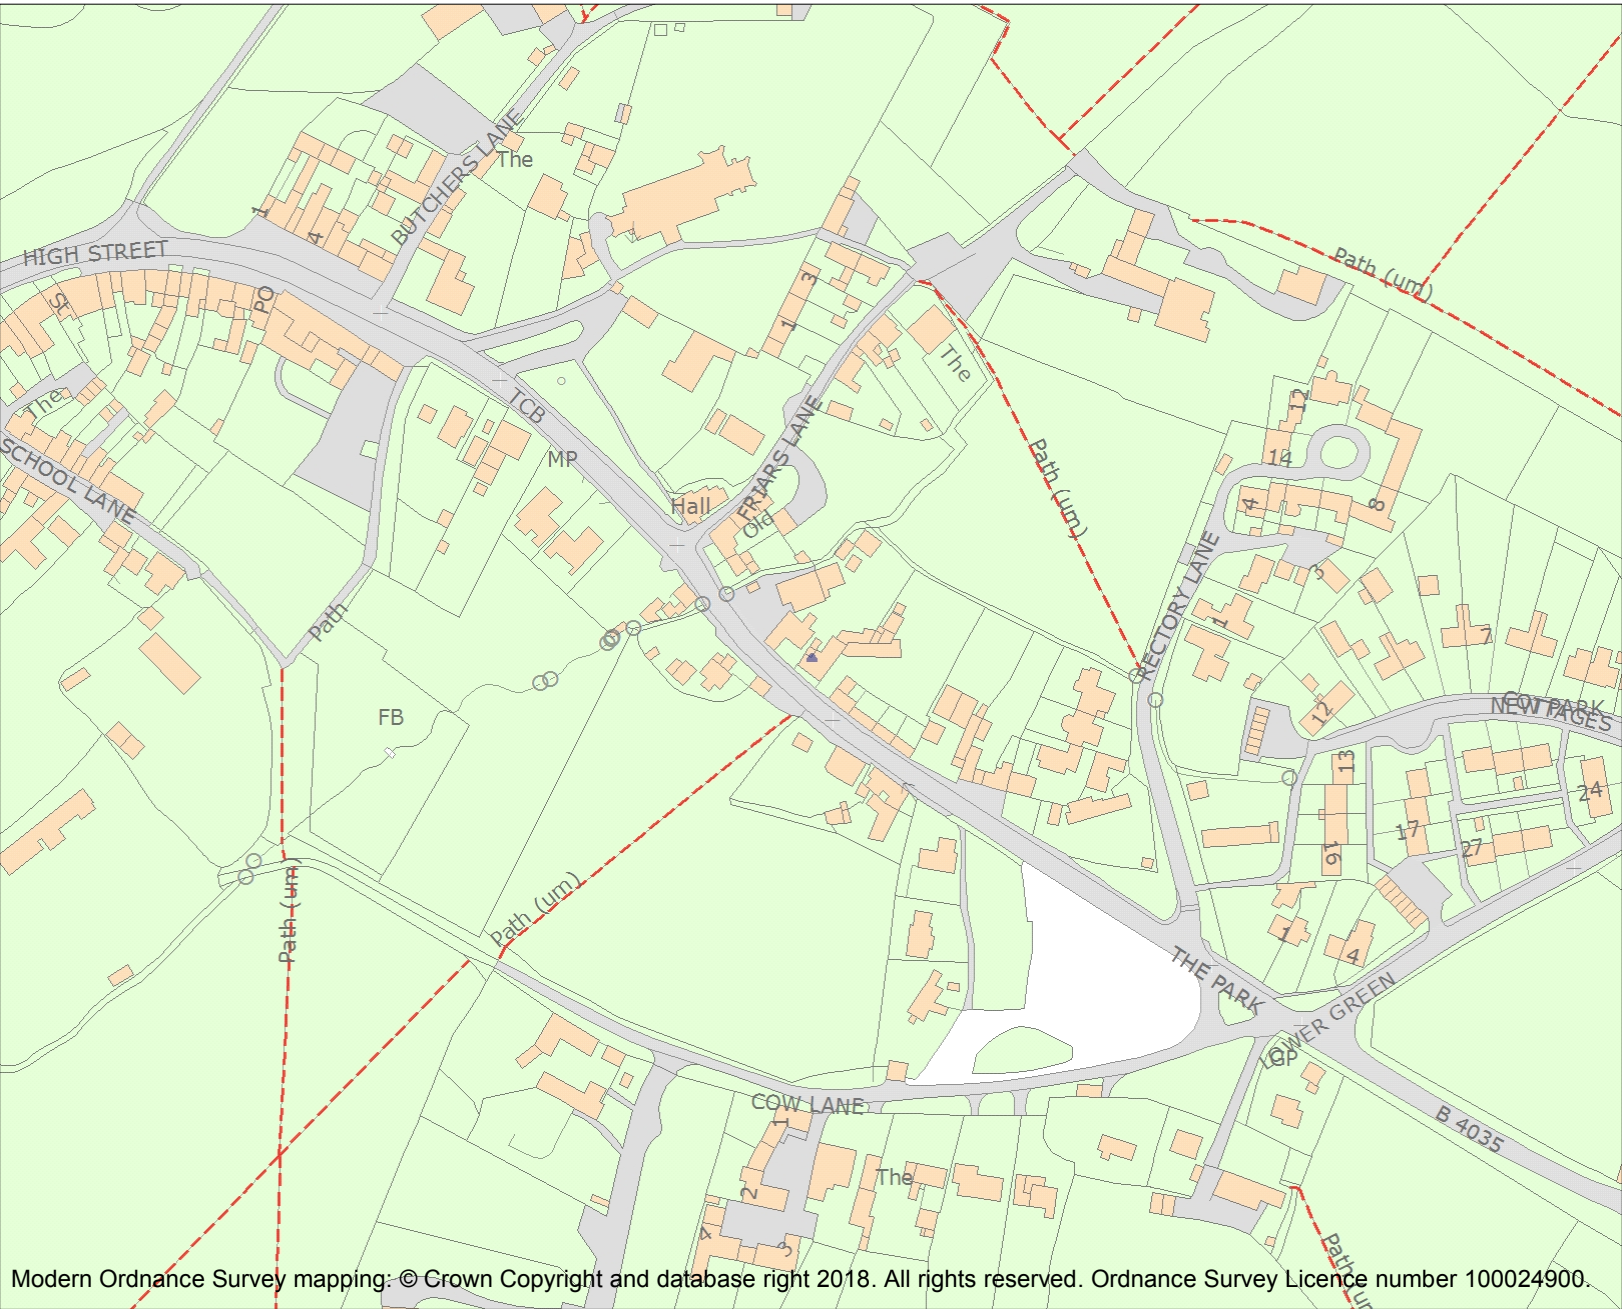 BUTCHERS LANE
The
1
4
HIGH STREET
St
PO
3
1
The
Path (um)
The
TCB
MP
SCHOOL LANE
Hall
FRIARS LANE
Old
Path (um)
12
14
4
8
3
RECTORY LANE
1
7
Path
FB
12
NEW
COTTAGES
PARK
13
24
17
27
16
Path (um)
Path (um)
1
4
THE PARK
LOWER GREEN
GP
COW LANE
1
B 4035
The
2
4
3
Path (um
Modern Ordnance Survey mapping: © Crown Copyright and database right 2018. All rights reserved. Ordnance Survey Licence number 100024900.